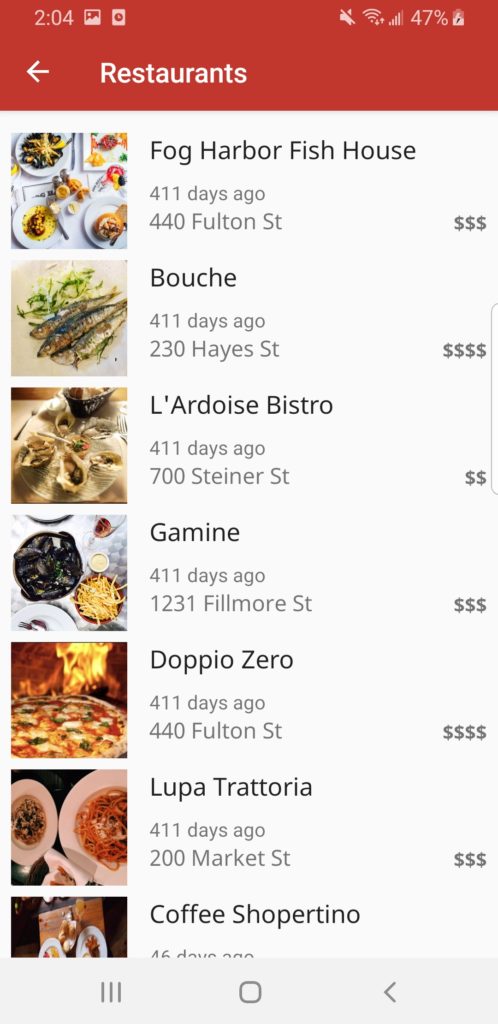 2:04 47%
Restaurants
Fog Harbor Fish House
411 days ago
440 Fulton St $$$
Bouche
411 days ago
230 Hayes St $$$$
L'Ardoise Bistro
411 days ago
700 Steiner St $$
Gamine
411 days ago
1231 Fillmore St $$$
Doppio Zero
411 days ago
440 Fulton St $$$$
Lupa Trattoria
411 days ago
200 Market St $$$
Coffee Shopertino
46 days ago